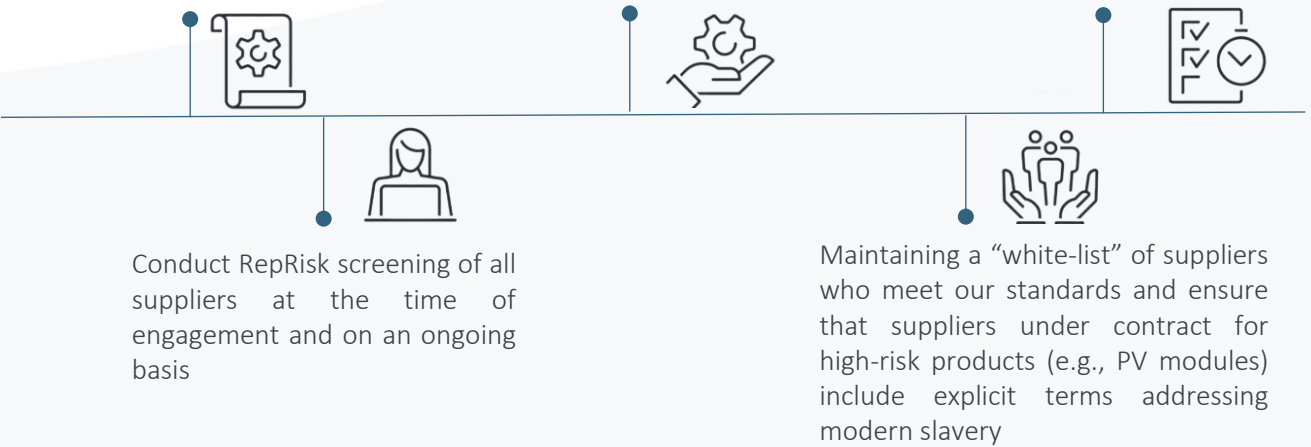 Conduct RepRisk screening of all
suppliers at the time of
engagement and on an ongoing
basis
Maintaining a “white-list” of suppliers
who meet our standards and ensure
that suppliers under contract for
high-risk products (e.g., PV modules)
include explicit terms addressing
modern slavery